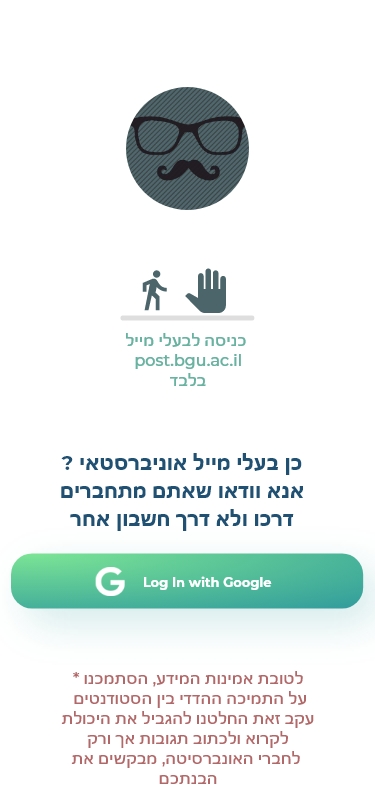 כניסה לבעלי מייל
post.bgu.ac.il
בלבד
כן בעלי מייל אוניברסטאי ?
אנא וודאו שאתם מתחברים
דרכו ולא דרך חשבון אחר
G Log In with Google
לטובת אמינות המידע, הסתמכנו *
על התמיכה ההדדי בין הסטודנטים
עקב זאת החלטנו להגביל את היכולת
לקרוא ולכתוב תגובות אך ורק
לחברי האונברסיטה, מבקשים את
הבנתכם